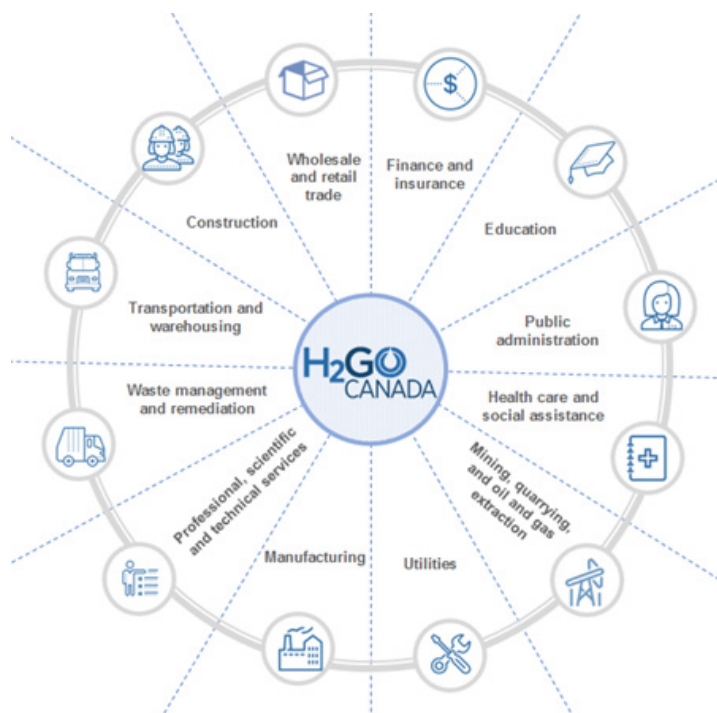 Wholesale
and retail
trade
$
Finance and
insurance
Education
Public
administration
Health care and
social assistance
Mining, quarrying,
and oil and gas
extraction
Utilities
Manufacturing
Professional, scientific
and technical services
Waste management
and remediation
Transportation and
warehousing
Construction
H2GO
CANADA